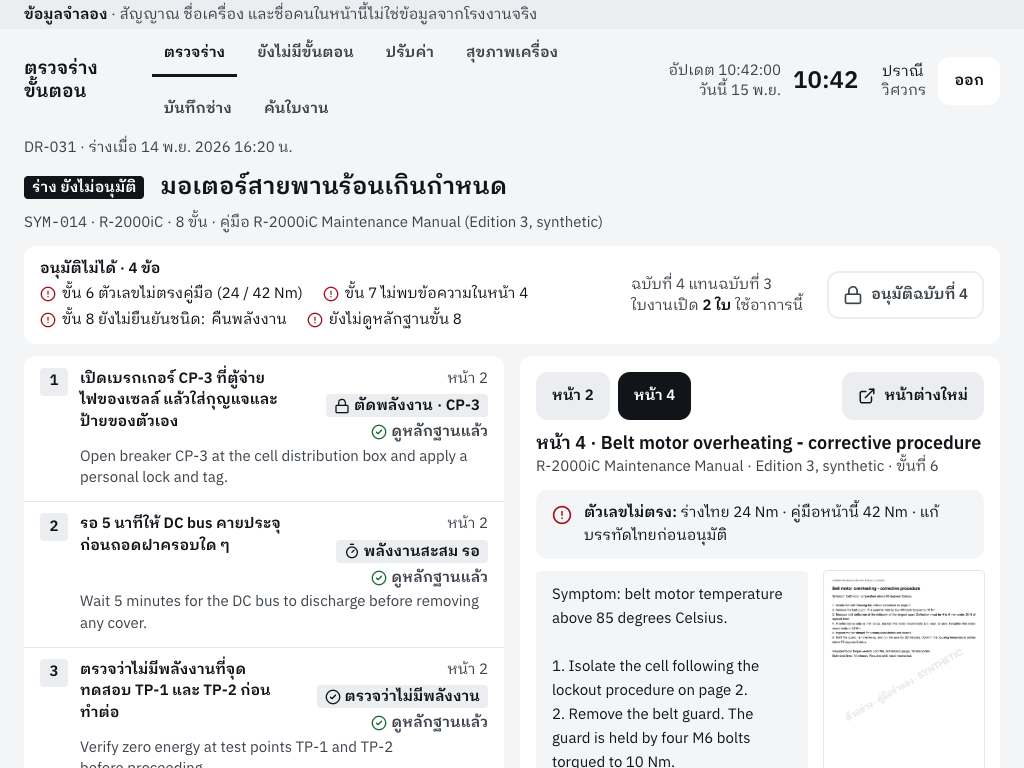 ข้อมูลจำลอง · สัญญาณ ชื่อเครื่อง และชื่อคนในหน้านี้ไม่ใช่ข้อมูลจากโรงงานจริง
ตรวจร่าง
ขั้นตอน
ตรวจร่าง ยังไม่มีขั้นตอน ปรับค่า สุขภาพเครื่อง
บันทึกช่าง ค้นใบงาน
อัปเดต 10:42:00
วันนี้ 15 พ.ย.
10:42
ปราณี
วิศวกร
ออก
DR-031 · ร่างเมื่อ 14 พ.ย. 2026 16:20 น.
ร่าง ยังไม่อนุมัติ มอเตอร์สายพานร้อนเกินกำหนด
SYM-014 · R-2000iC · 8 ขั้น · คู่มือ R-2000iC Maintenance Manual (Edition 3, synthetic)
อนุมัติไม่ได้ · 4 ข้อ
ขั้น 6 ตัวเลขไม่ตรงคู่มือ (24 / 42 Nm) ขั้น 7 ไม่พบข้อความในหน้า 4
ขั้น 8 ยังไม่ยืนยันชนิด: คืนพลังงาน ยังไม่ดูหลักฐานขั้น 8
ฉบับที่ 4 แทนฉบับที่ 3
ใบงานเปิด 2 ใบ ใช้อาการนี้
อนุมัติฉบับที่ 4
1
เปิดเบรกเกอร์ CP-3 ที่ตู้จ่าย
ไฟของเซลล์ แล้วใส่กุญแจและ
ป้ายของตัวเอง
หน้า 2
ตัดพลังงาน · CP-3
ดูหลักฐานแล้ว
Open breaker CP-3 at the cell distribution box and apply a
personal lock and tag.
2
รอ 5 นาทีให้ DC bus คายประจุ
ก่อนถอดฝาครอบใด ๆ
หน้า 2
พลังงานสะสม รอ
ดูหลักฐานแล้ว
Wait 5 minutes for the DC bus to discharge before removing
any cover.
3
ตรวจว่าไม่มีพลังงานที่จุด
ทดสอบ TP-1 และ TP-2 ก่อน
ทำต่อ
หน้า 2
ตรวจว่าไม่มีพลังงาน
ดูหลักฐานแล้ว
Verify zero energy at test points TP-1 and TP-2
before proceeding.
หน้า 2 หน้า 4 หน้าต่างใหม่
หน้า 4 · Belt motor overheating - corrective procedure
R-2000iC Maintenance Manual · Edition 3, synthetic · ขั้นที่ 6
ตัวเลขไม่ตรง: ร่างไทย 24 Nm · คู่มือหน้านี้ 42 Nm · แก้
บรรทัดไทยก่อนอนุมัติ
Symptom: belt motor temperature
above 85 degrees Celsius.
1. Isolate the cell following the
lockout procedure on page 2.
2. Remove the belt guard. The
guard is held by four M6 bolts
torqued to 10 Nm.
Belt motor overheating - corrective procedure
ตัวอย่าง · คู่มือจำลอง · SYNTHETIC